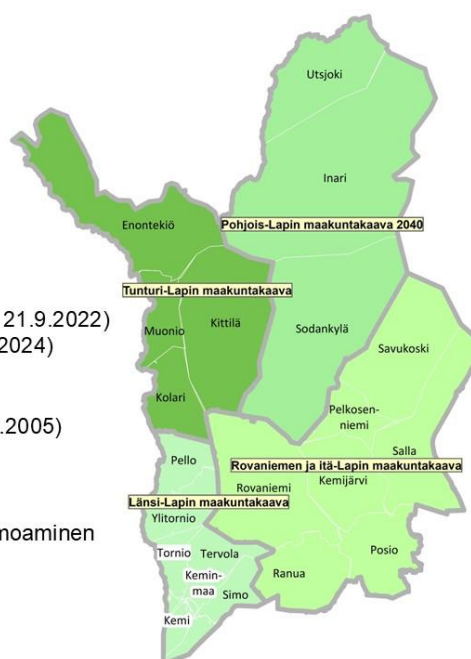 Utsjoki
Inari
Enontekiö
Pohjois-Lapin maakuntakaava 2040
Tunturi-Lapin maakuntakaava
21.9.2022)
Muonio
Kittilä
Sodankylä
2024)
Savukoski
Kolari
.2005)
Pelkosen-
niemi
Pello
Salla
Rovaniemen ja itä-Lapin maakuntakaava
Rovaniemi
Kemijärvi
Länsi-Lapin maakuntakaava
Ylitornio
moaminen
Tornio
Tervola
Posio
Kemin-
maa
Ranua
Simo
Kemi